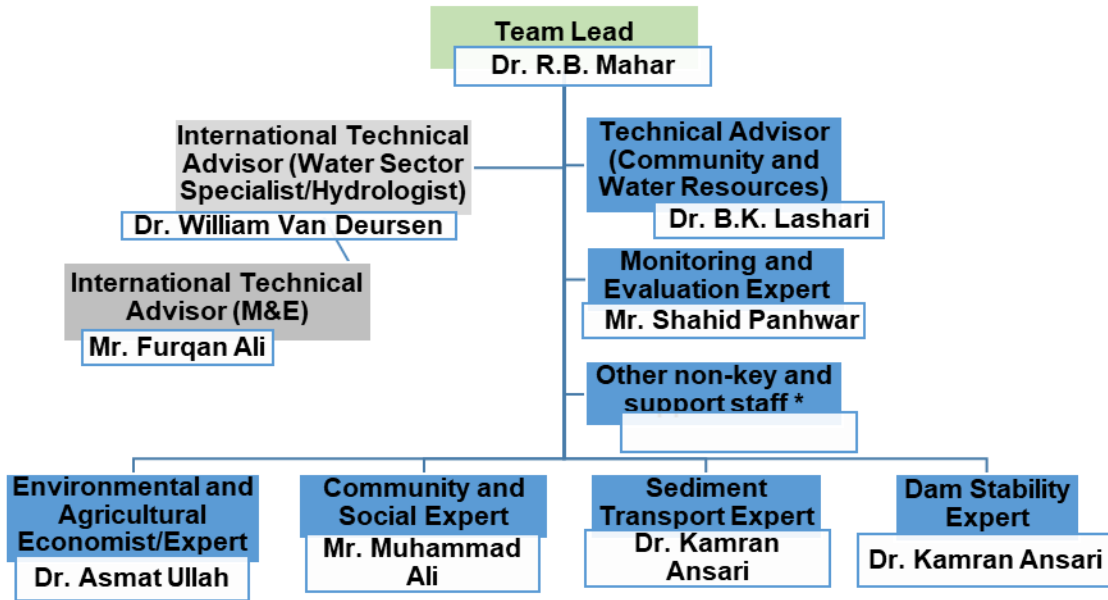 Team Lead
Dr. R.B. Mahar
International Technical
Advisor (Water Sector
Specialist/Hydrologist)
Dr. William Van Deursen
International Technical
Advisor (M&E)
Mr. Furqan Ali
Technical Advisor
(Community and
Water Resources)
Dr. B.K. Lashari
Monitoring and
Evaluation Expert
Mr. Shahid Panhwar
Other non-key and
support staff *
Environmental and
Agricultural
Economist/Expert
Dr. Asmat Ullah
Community and
Social Expert
Mr. Muhammad
Ali
Sediment
Transport Expert
Dr. Kamran
Ansari
Dam Stability
Expert
Dr. Kamran Ansari